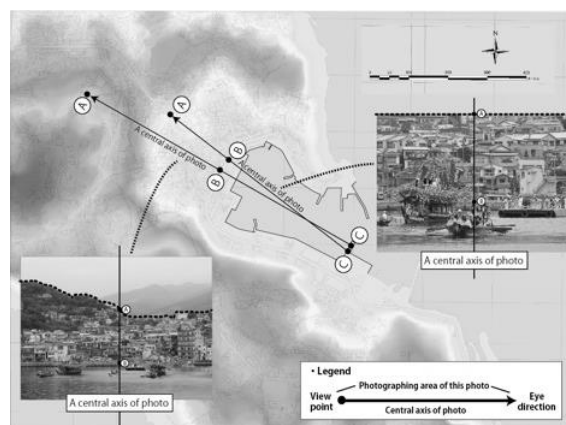 N
A
A
A central axis of photo
B
B
A central axis of photo
C
C
A central axis of photo
A central axis of photo
• Legend
Photographing area of this photo
View point
Eye direction
Central axis of photo